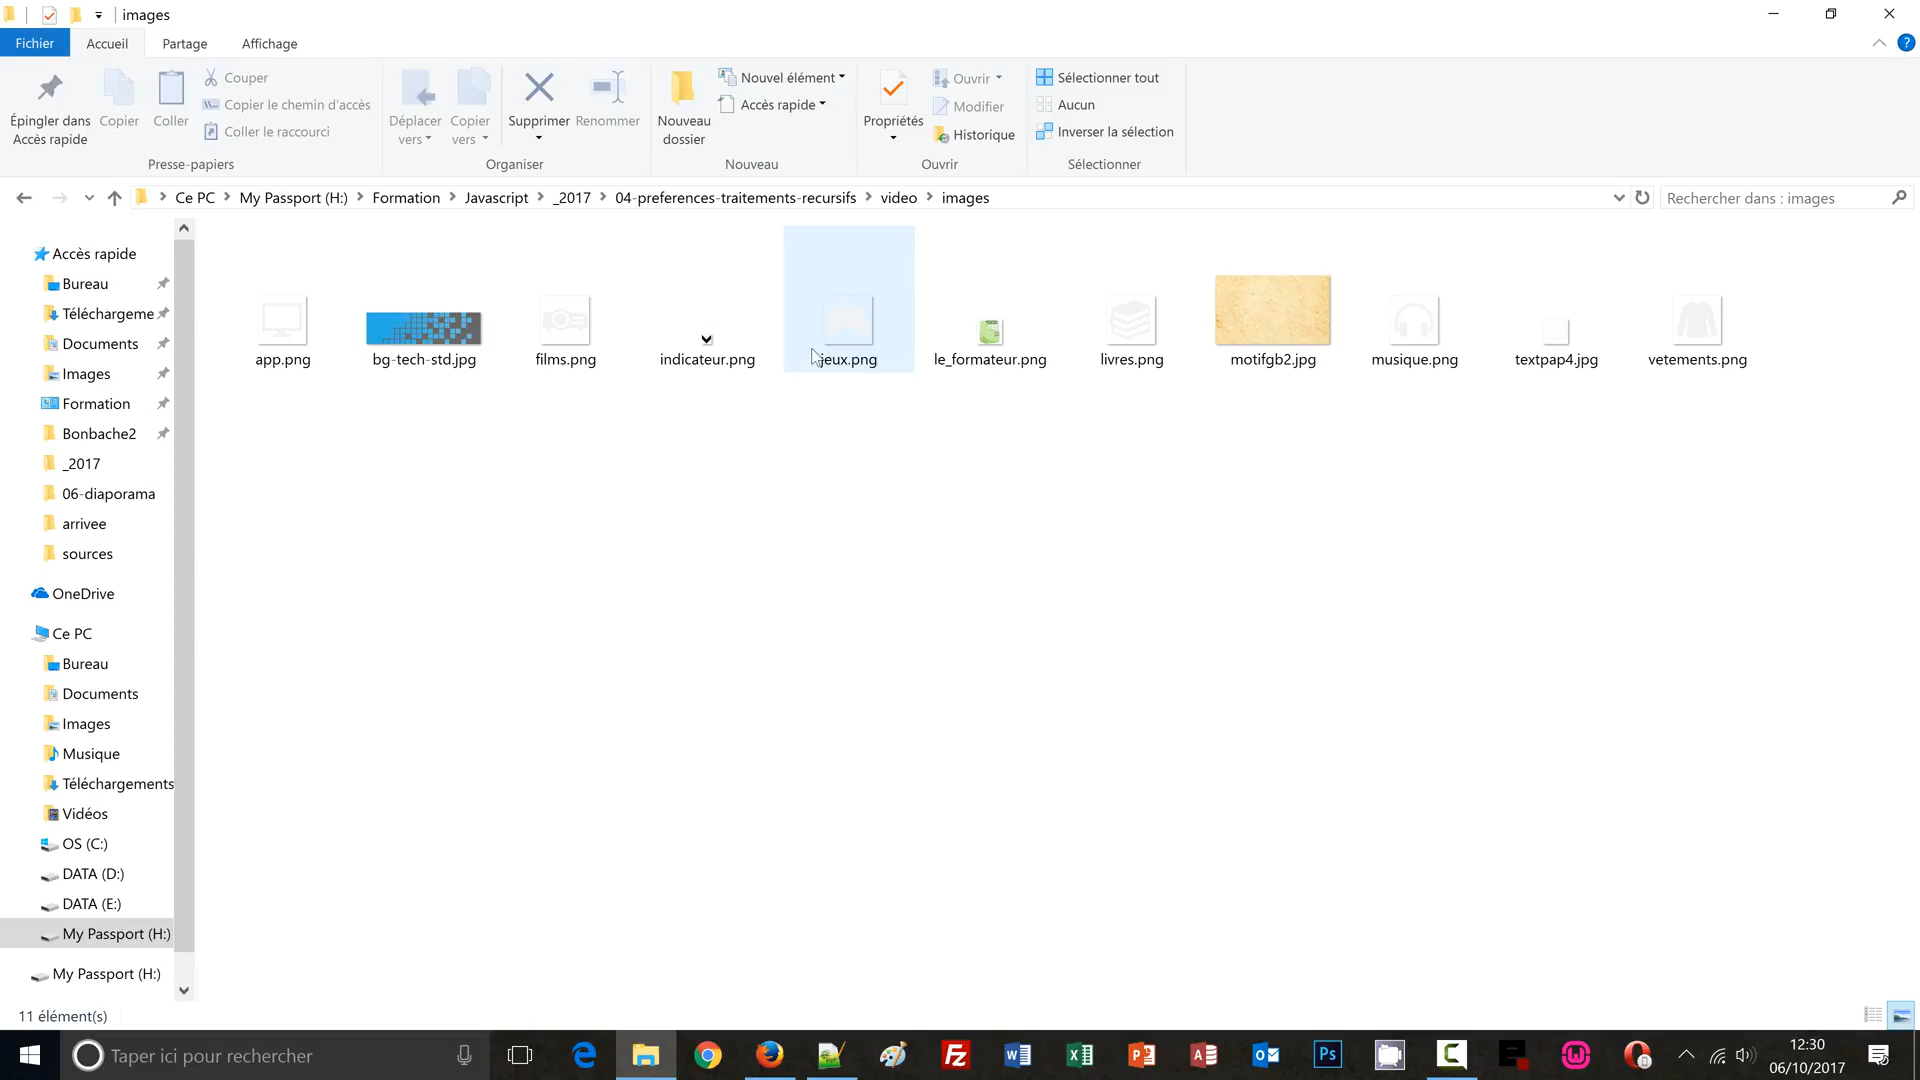 images
Fichier
Accueil
Partage
Affichage
Épingler dans
Accès rapide
Copier
Coller
Couper
Copier le chemin d'accès
Coller le raccourci
Presse-papiers
Déplacer
vers
Copier
vers
Supprimer
Renommer
Organiser
Nouveau
dossier
Nouvel élément
Accès rapide
Nouveau
Propriétés
Ouvrir
Modifier
Historique
Ouvrir
Sélectionner tout
Aucun
Inverser la sélection
Sélectionner
Ce PC
My Passport (H:)
Formation
Javascript
_2017
04-preferences-traitements-recursifs
video
images
Rechercher dans : images
Accès rapide
Bureau
Téléchargeme
Documents
Images
Formation
Bonbache2
_2017
06-diaporama
arrivee
sources
OneDrive
Ce PC
Bureau
Documents
Images
Musique
Téléchargements
Vidéos
OS (C:)
DATA (D:)
DATA (E:)
My Passport (H:)
My Passport (H:)
app.png
bg-tech-std.jpg
films.png
indicateur.png
jeux.png
le_formateur.png
livres.png
motifgb2.jpg
musique.png
textpap4.jpg
vetements.png
11 élément(s)
Taper ici pour rechercher
12:30
06/10/2017